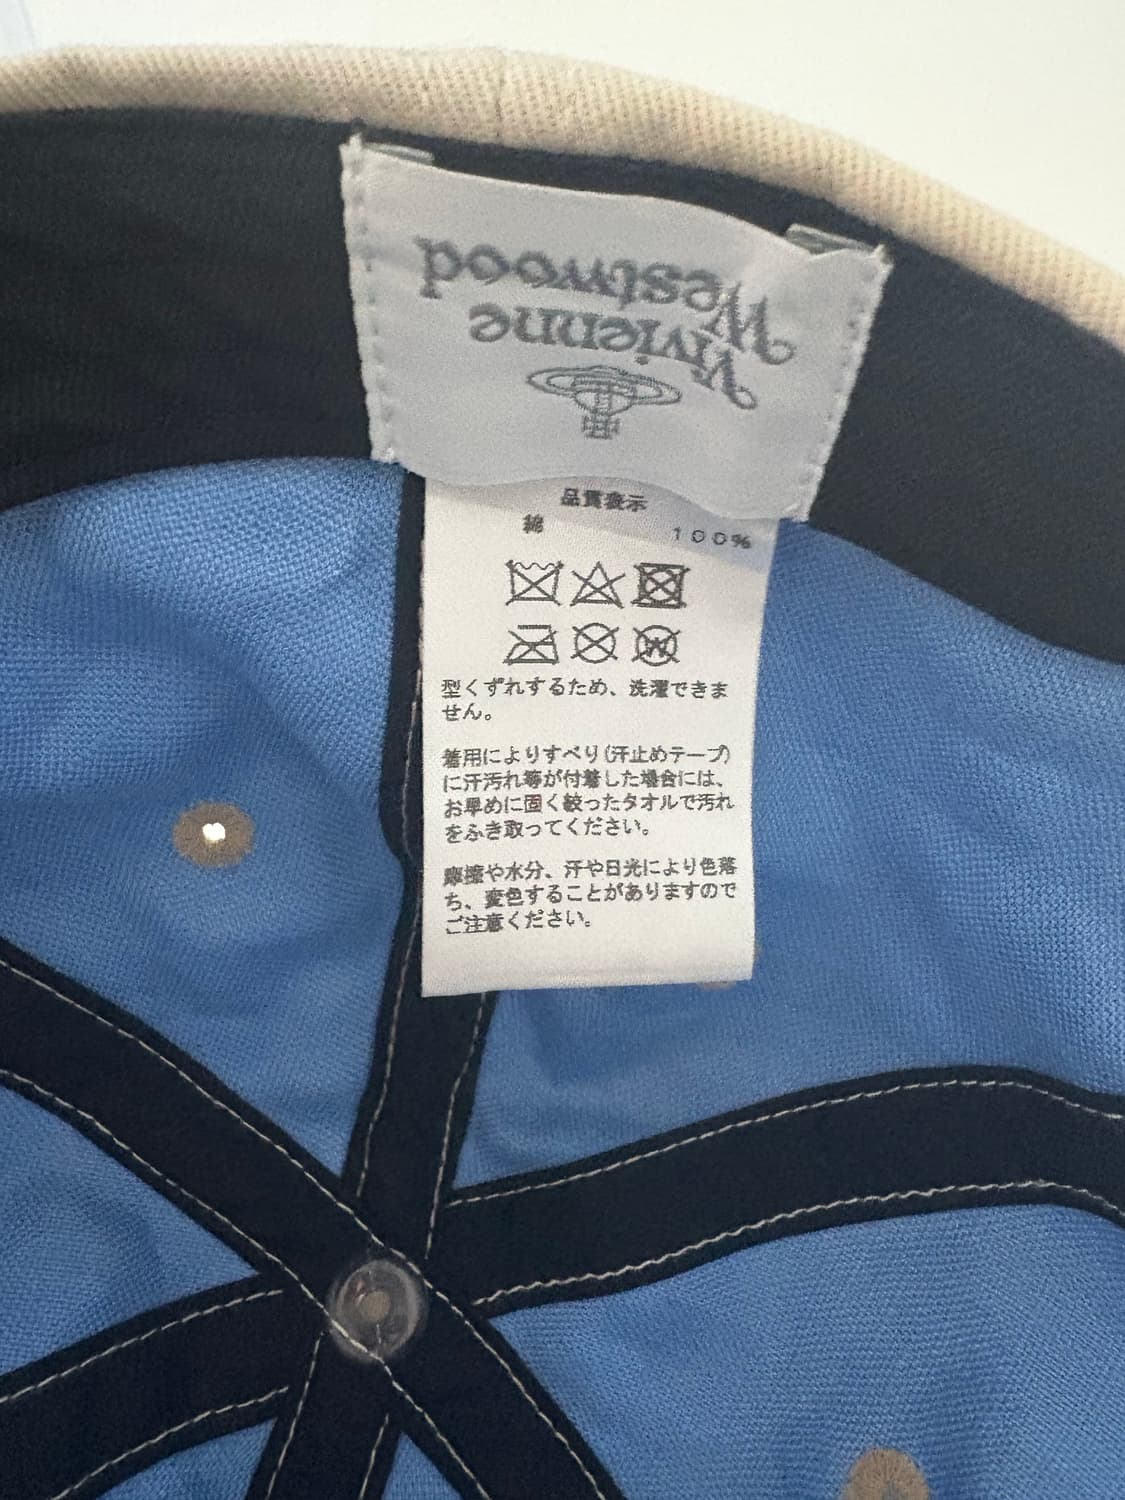 Vivienne
Westwood
品質表示
綿 100%
W
型くずれするため、洗濯できま
せん。
着用によりすべり(汗止めテープ)
に汗汚れ等が付着した場合には、
お早めに固く絞ったタオルで汚れ
をふき取ってください。
摩擦や水分、汗や日光により色落
ち、変色することがありますので
ご注意ください。